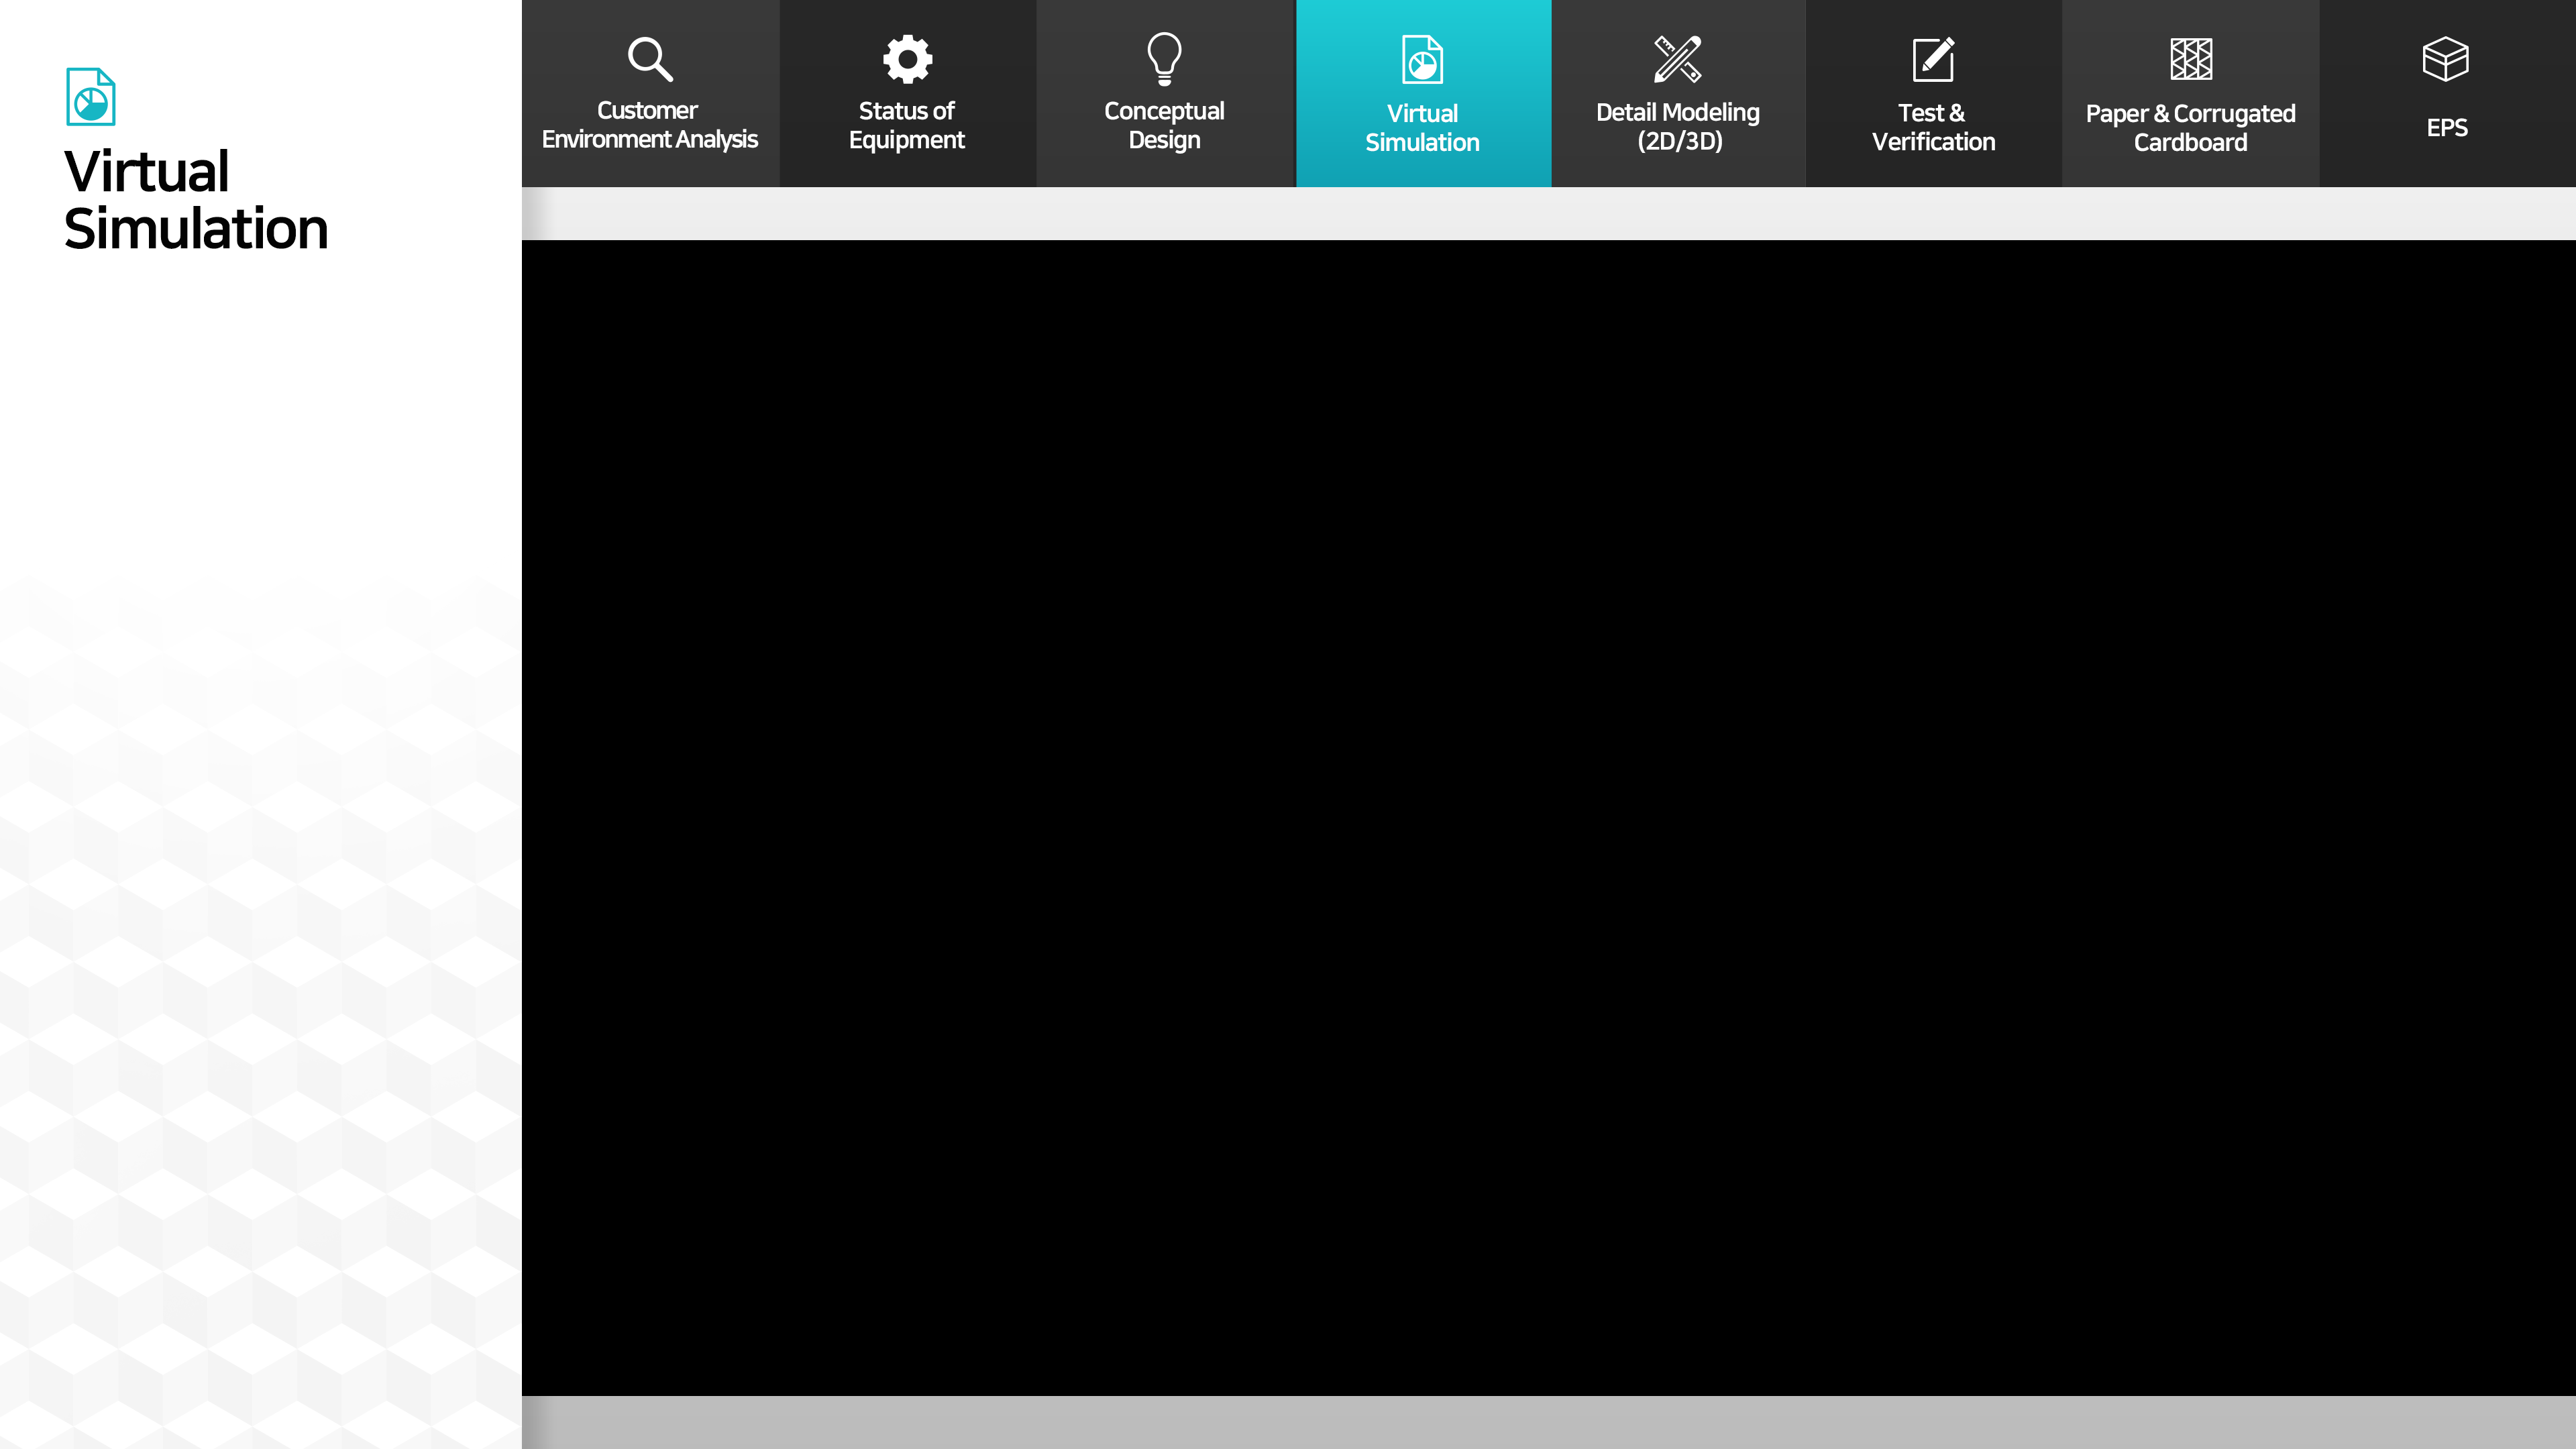 Virtual
Simulation
Customer
Environment Analysis
Status of
Equipment
Conceptual
Design
Virtual
Simulation
Detail Modeling
(2D/3D)
Test &
Verification
Paper & Corrugated
Cardboard
EPS